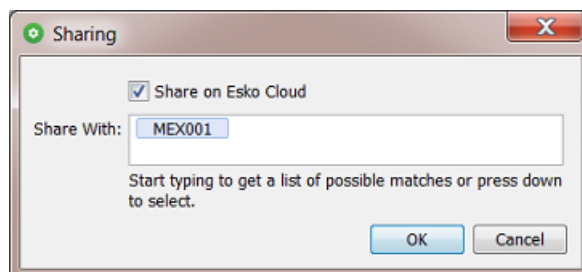 Sharing
Share on Esko Cloud
Share With: MEX001
Start typing to get a list of possible matches or press down
to select.
OK Cancel